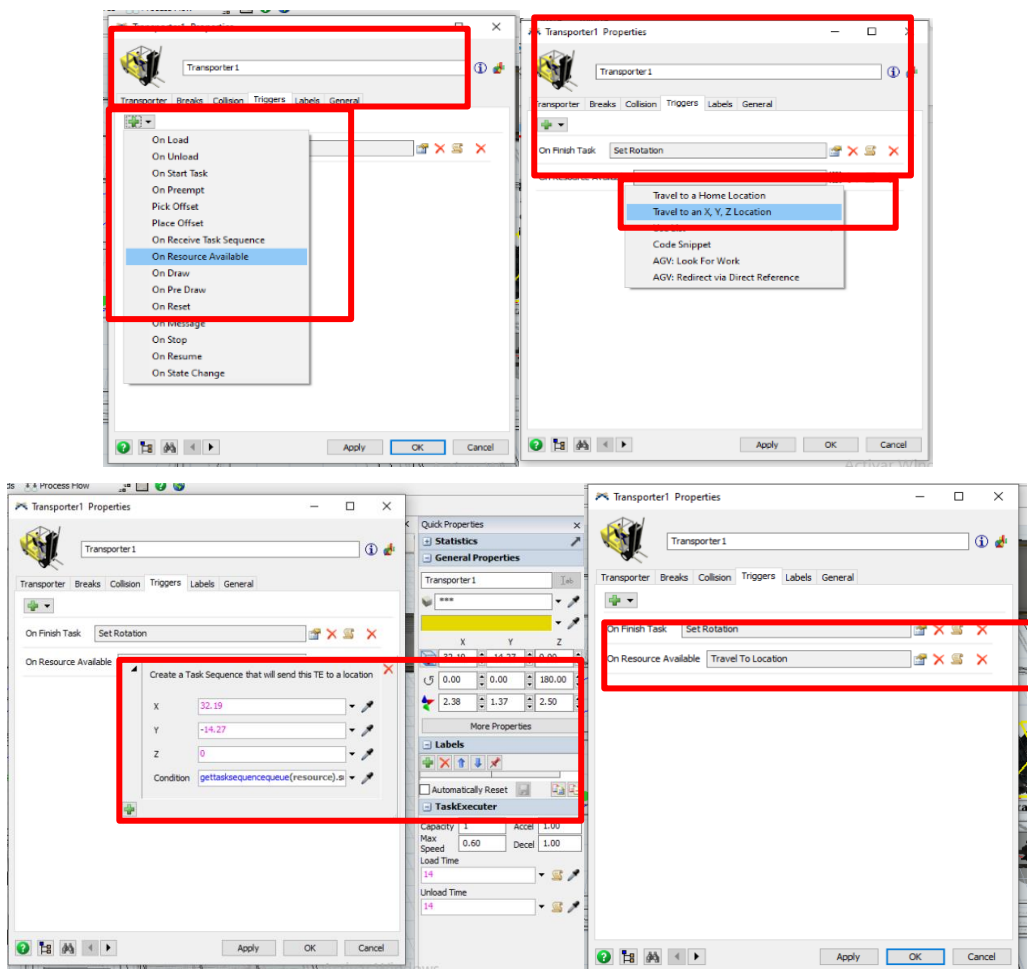 Transporter1 Properties
Transporter1
Transporter Breaks Collision Triggers Labels General
On Load
On Unload
On Start Task
On Preempt
Pick Offset
Place Offset
On Receive Task Sequence
On Resource Available
On Draw
On Pre Draw
On Reset
On Message
On Stop
On Resume
On State Change
Apply OK Cancel
Transporter1 Properties
Transporter1
Transporter Breaks Collision Triggers Labels General
On Finish Task Set Rotation
Travel to a Home Location
Travel to an X, Y, Z Location
Code Snippet
AGV: Look For Work
AGV: Redirect via Direct Reference
Apply OK Cancel
Process Flow
Transporter1 Properties
Transporter1
Transporter Breaks Collision Triggers Labels General
On Finish Task Set Rotation
On Resource Available
Create a Task Sequence that will send this TE to a location
X 32.19
Y -14.27
Z 0
Condition gettasksequencequeue(resource).s
Apply OK Cancel
Quick Properties
Statistics
General Properties
Transporter1
***
X Y Z
32.19 -14.27 0.00
0.00 0.00 180.00
2.38 1.37 2.50
More Properties
Labels
Automatically Reset
TaskExecuter
Capacity 1 Accel 1.00
Max Speed 0.60 Decel 1.00
Load Time
14
Unload Time
14
Transporter1 Properties
Transporter1
Transporter Breaks Collision Triggers Labels General
On Finish Task Set Rotation
On Resource Available Travel To Location
Apply OK Cancel